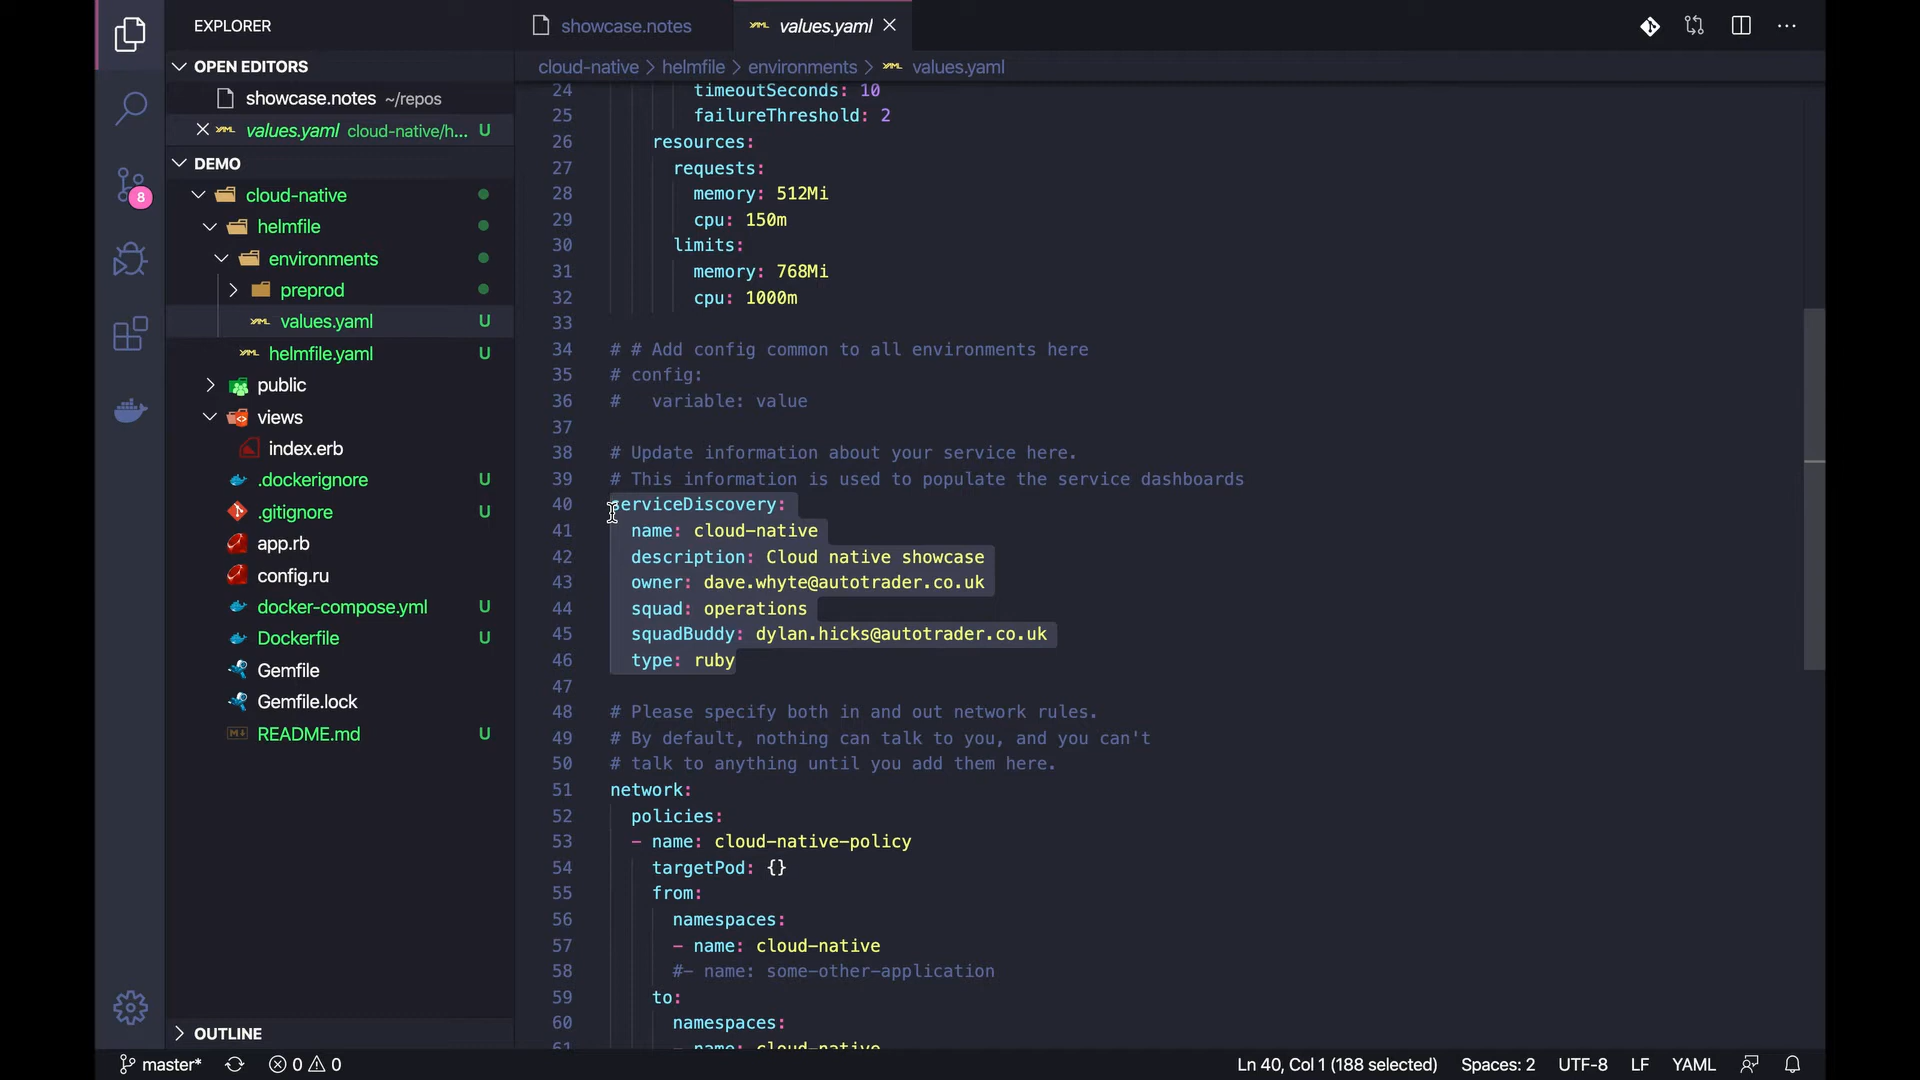 EXPLORER
OPEN EDITORS
showcase.notes ~/repos
values.yaml cloud-native/h... U
DEMO
cloud-native
helmfile
environments
preprod
values.yaml U
helmfile.yaml U
public
views
index.erb
.dockerignore U
.gitignore U
app.rb
config.ru
docker-compose.yml U
Dockerfile U
Gemfile
Gemfile.lock
README.md U
OUTLINE
8
showcase.notes
values.yaml
cloud-native > helmfile > environments > values.yaml
24 timeoutSeconds: 10
25 failureThreshold: 2
26 resources:
27 requests:
28 memory: 512Mi
29 cpu: 150m
30 limits:
31 memory: 768Mi
32 cpu: 1000m
33
34 # # Add config common to all environments here
35 # config:
36 #   variable: value
37
38 # Update information about your service here.
39 # This information is used to populate the service dashboards
40 serviceDiscovery:
41 name: cloud-native
42 description: Cloud native showcase
43 owner: dave.whyte@autotrader.co.uk
44 squad: operations
45 squadBuddy: dylan.hicks@autotrader.co.uk
46 type: ruby
47
48 # Please specify both in and out network rules.
49 # By default, nothing can talk to you, and you can't
50 # talk to anything until you add them here.
51 network:
52 policies:
53 - name: cloud-native-policy
54 targetPod: {}
55 from:
56 namespaces:
57 - name: cloud-native
58 #- name: some-other-application
59 to:
60 namespaces:
61 - name: cloud-native
master* 0 0
Ln 40, Col 1 (188 selected) Spaces: 2 UTF-8 LF YAML